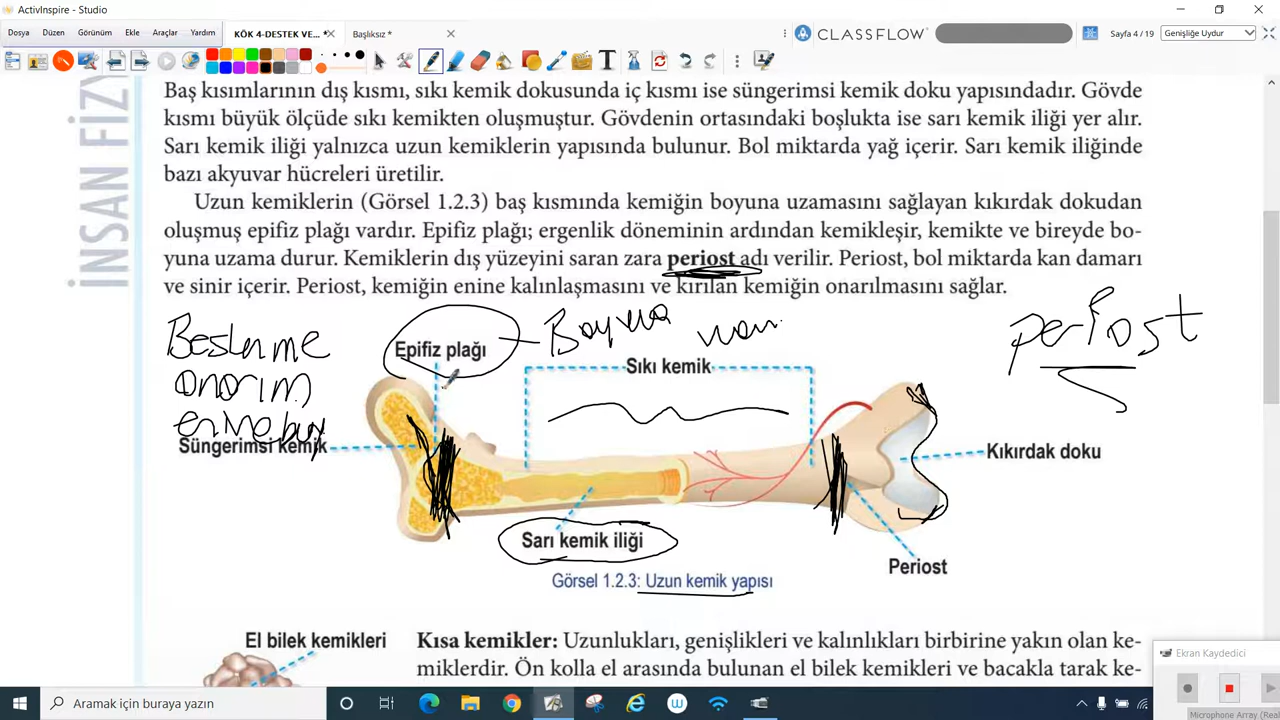 ActivInspire - Studio
Dosya Düzen Görünüm Ekle Araçlar Yardım
KÖK 4-DESTEK VE... *
Başlıksız *
CLASSFLOW
Sayfa 4 / 19
Genişliğine Uydur
İNSAN FİZY
Baş kısımlarının dış kısmı, sıkı kemik dokusunda iç kısmı ise süngerimsi kemik doku yapısındadır. Gövde
kısmı büyük ölçüde sıkı kemikten oluşmuştur. Gövdenin ortasındaki boşlukta ise sarı kemik iliği yer alır.
Sarı kemik iliği yalnızca uzun kemiklerin yapısında bulunur. Bol miktarda yağ içerir. Sarı kemik iliğinde
bazı akyuvar hücreleri üretilir.
Uzun kemiklerin (Görsel 1.2.3) baş kısmında kemiğin boyuna uzamasını sağlayan kıkırdak dokudan
oluşmuş epifiz plağı vardır. Epifiz plağı; ergenlik döneminin ardından kemikleşir, kemikte ve bireyde bo-
yuna uzama durur. Kemiklerin dış yüzeyini saran zara periost adı verilir. Periost, bol miktarda kan damarı
ve sinir içerir. Periost, kemiğin enine kalınlaşmasını ve kırılan kemiğin onarılmasını sağlar.
Beslenme
onarım
enine büy
Epifiz plağı
Boyuna
periost
Sıkı kemik
Süngerimsi kemik
Kıkırdak doku
Sarı kemik iliği
Periost
Görsel 1.2.3: Uzun kemik yapısı
El bilek kemikleri
Kısa kemikler: Uzunlukları, genişlikleri ve kalınlıkları birbirine yakın olan ke-
miklerdir. Ön kolla el arasında bulunan el bilek kemikleri ve bacakla tarak ke-
Ekran Kaydedici
Microphone Array (Real
Aramak için buraya yazın